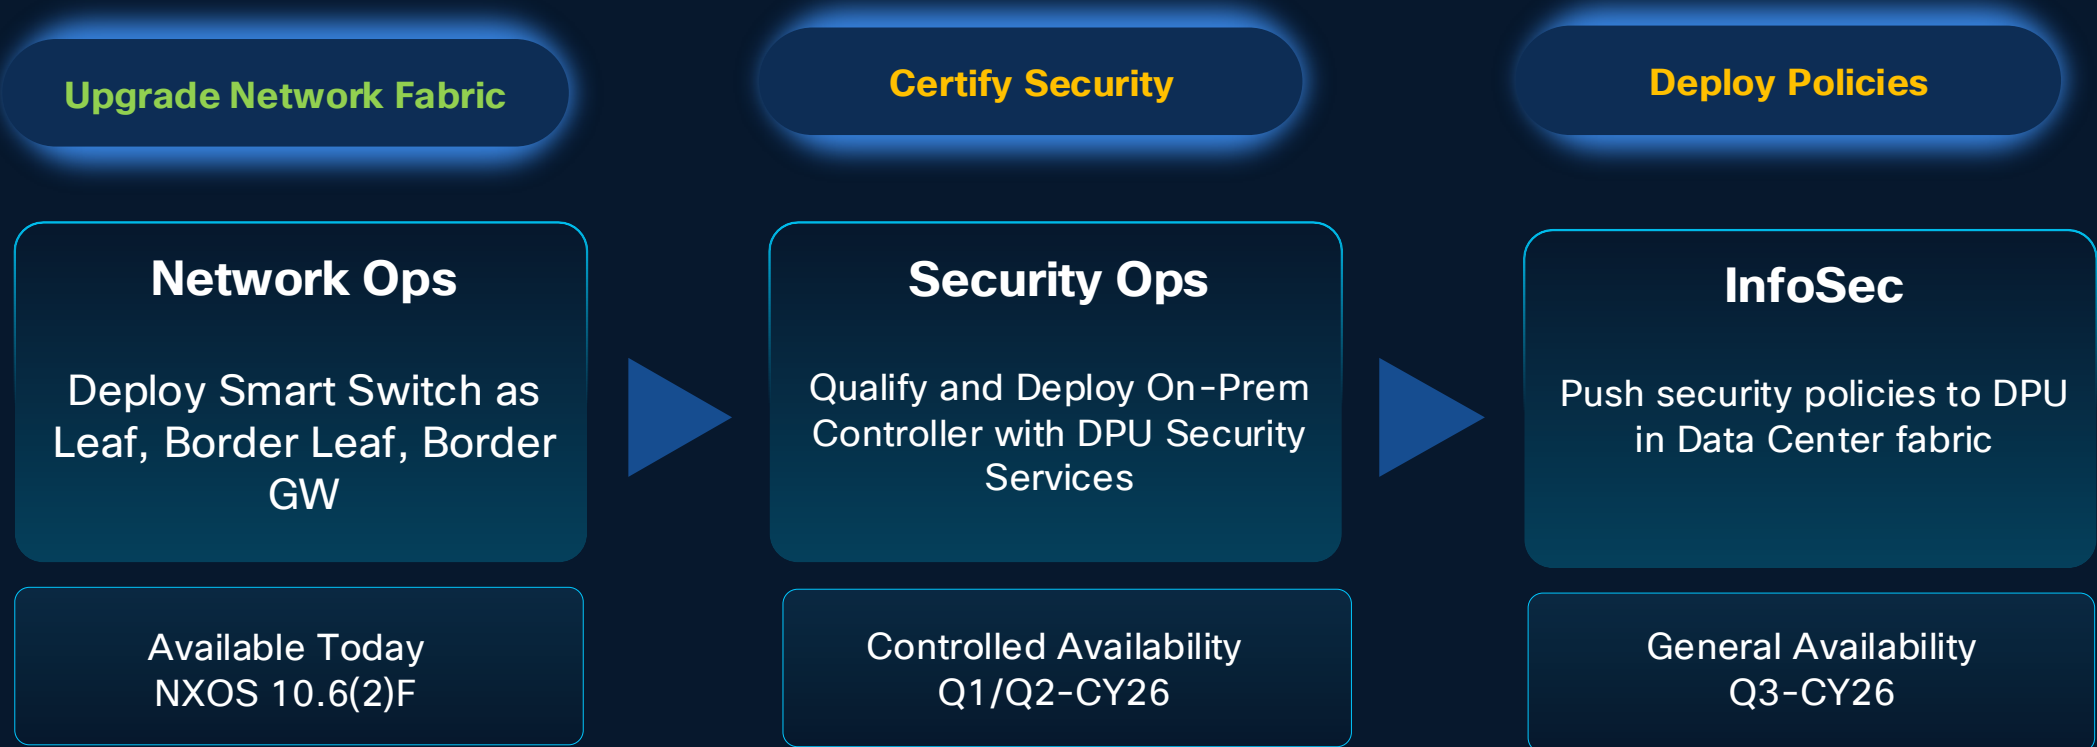 Upgrade Network Fabric
Certify Security
Deploy Policies
Network Ops
Deploy Smart Switch as
Leaf, Border Leaf, Border
GW
Security Ops
Qualify and Deploy On-Prem
Controller with DPU Security
Services
InfoSec
Push security policies to DPU
in Data Center fabric
Available Today
NXOS 10.6(2)F
Controlled Availability
Q1/Q2-CY26
General Availability
Q3-CY26